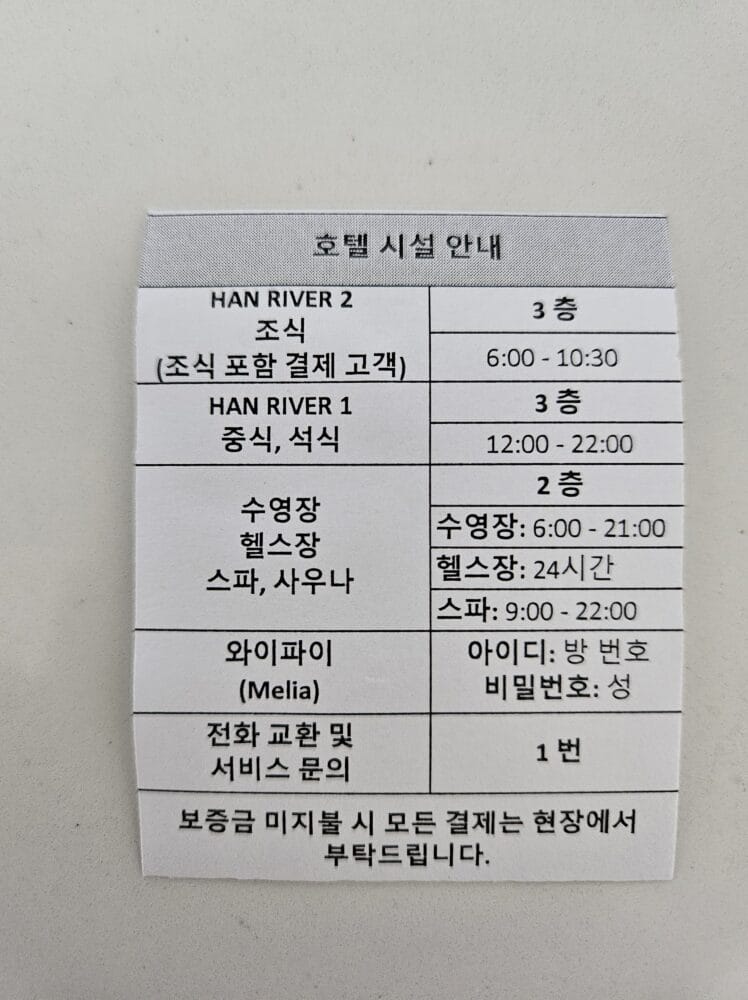 호텔 시설 안내
HAN RIVER 2
조식
(조식 포함 결제 고객)
3 층
6:00 - 10:30
HAN RIVER 1
중식, 석식
3 층
12:00 - 22:00
수영장
헬스장
스파, 사우나
2 층
수영장: 6:00 - 21:00
헬스장: 24시간
스파: 9:00 - 22:00
와이파이
(Melia)
아이디: 방 번호
비밀번호: 성
전화 교환 및
서비스 문의
1 번
보증금 미지불 시 모든 결제는 현장에서
부탁드립니다.